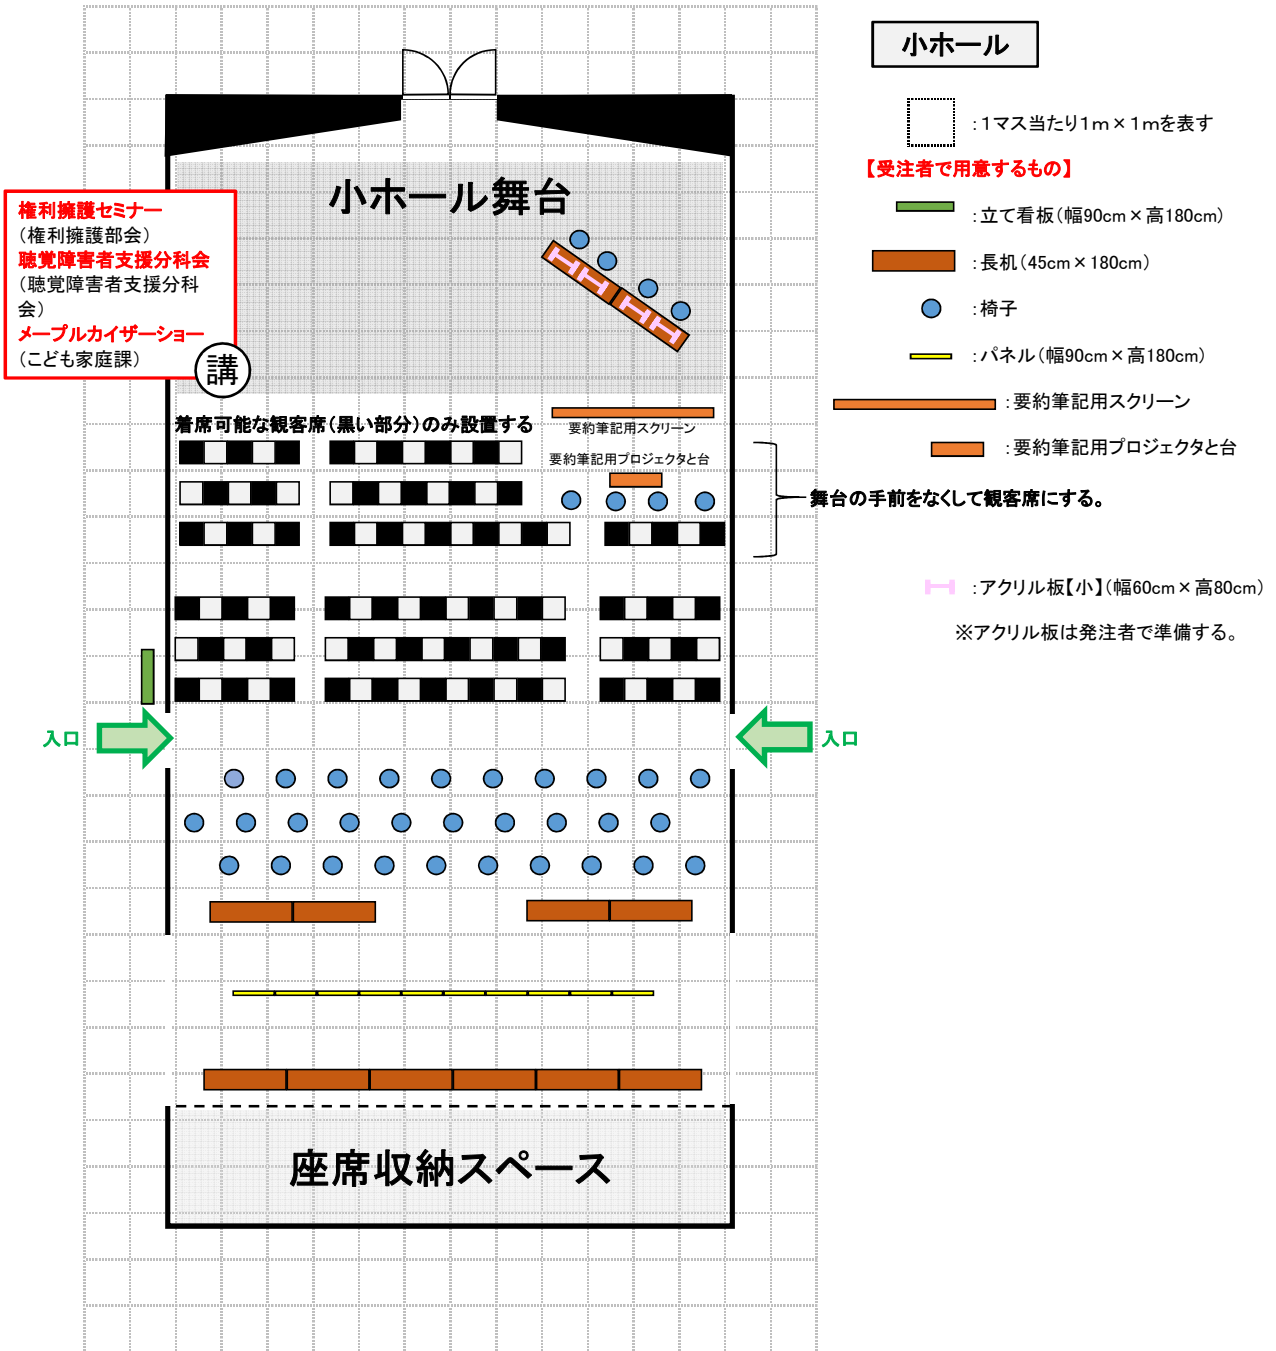 小ホール
：1マス当たり1m×1mを表す
【受注者で用意するもの】
：立て看板（幅90cm×高180cm）
：長机（45cm×180cm）
：椅子
：パネル（幅90cm×高180cm）
：要約筆記用スクリーン
：要約筆記用プロジェクタと台
小ホール舞台
権利擁護セミナー
（権利擁護部会）
聴覚障害者支援分科会
（聴覚障害者支援分科
会）
メープルカイザーショー
（こども家庭課）
講
着席可能な観客席（黒い部分）のみ設置する
要約筆記用スクリーン
要約筆記用プロジェクタと台
舞台の手前をなくして観客席にする。
：アクリル板【小】（幅60cm×高80cm）
※アクリル板は発注者で準備する。
入口
入口
座席収納スペース